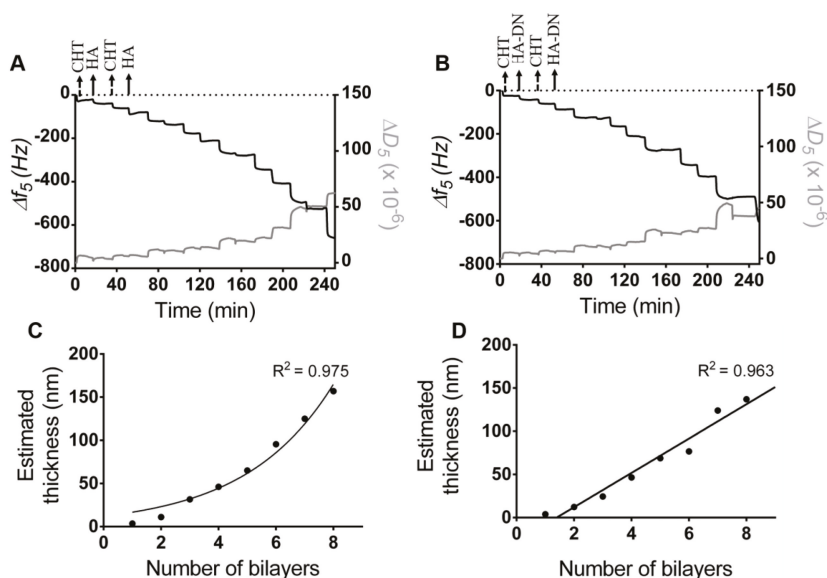 A
CHT
HA
CHT
HA
0
-200
-400
-600
-800
Δf5 (Hz)
150
100
50
0
ΔD5 (x 10-6)
0 40 80 120 160 200 240
Time (min)
B
CHT
HA-DN
CHT
HA-DN
0
-200
-400
-600
-800
Δf5 (Hz)
150
100
50
0
ΔD5 (x 10-6)
0 40 80 120 160 200 240
Time (min)
C
200
150
100
50
0
Estimated
thickness (nm)
R2 = 0.975
0 2 4 6 8
Number of bilayers
D
200
150
100
50
0
Estimated
thickness (nm)
R2 = 0.963
0 2 4 6 8
Number of bilayers